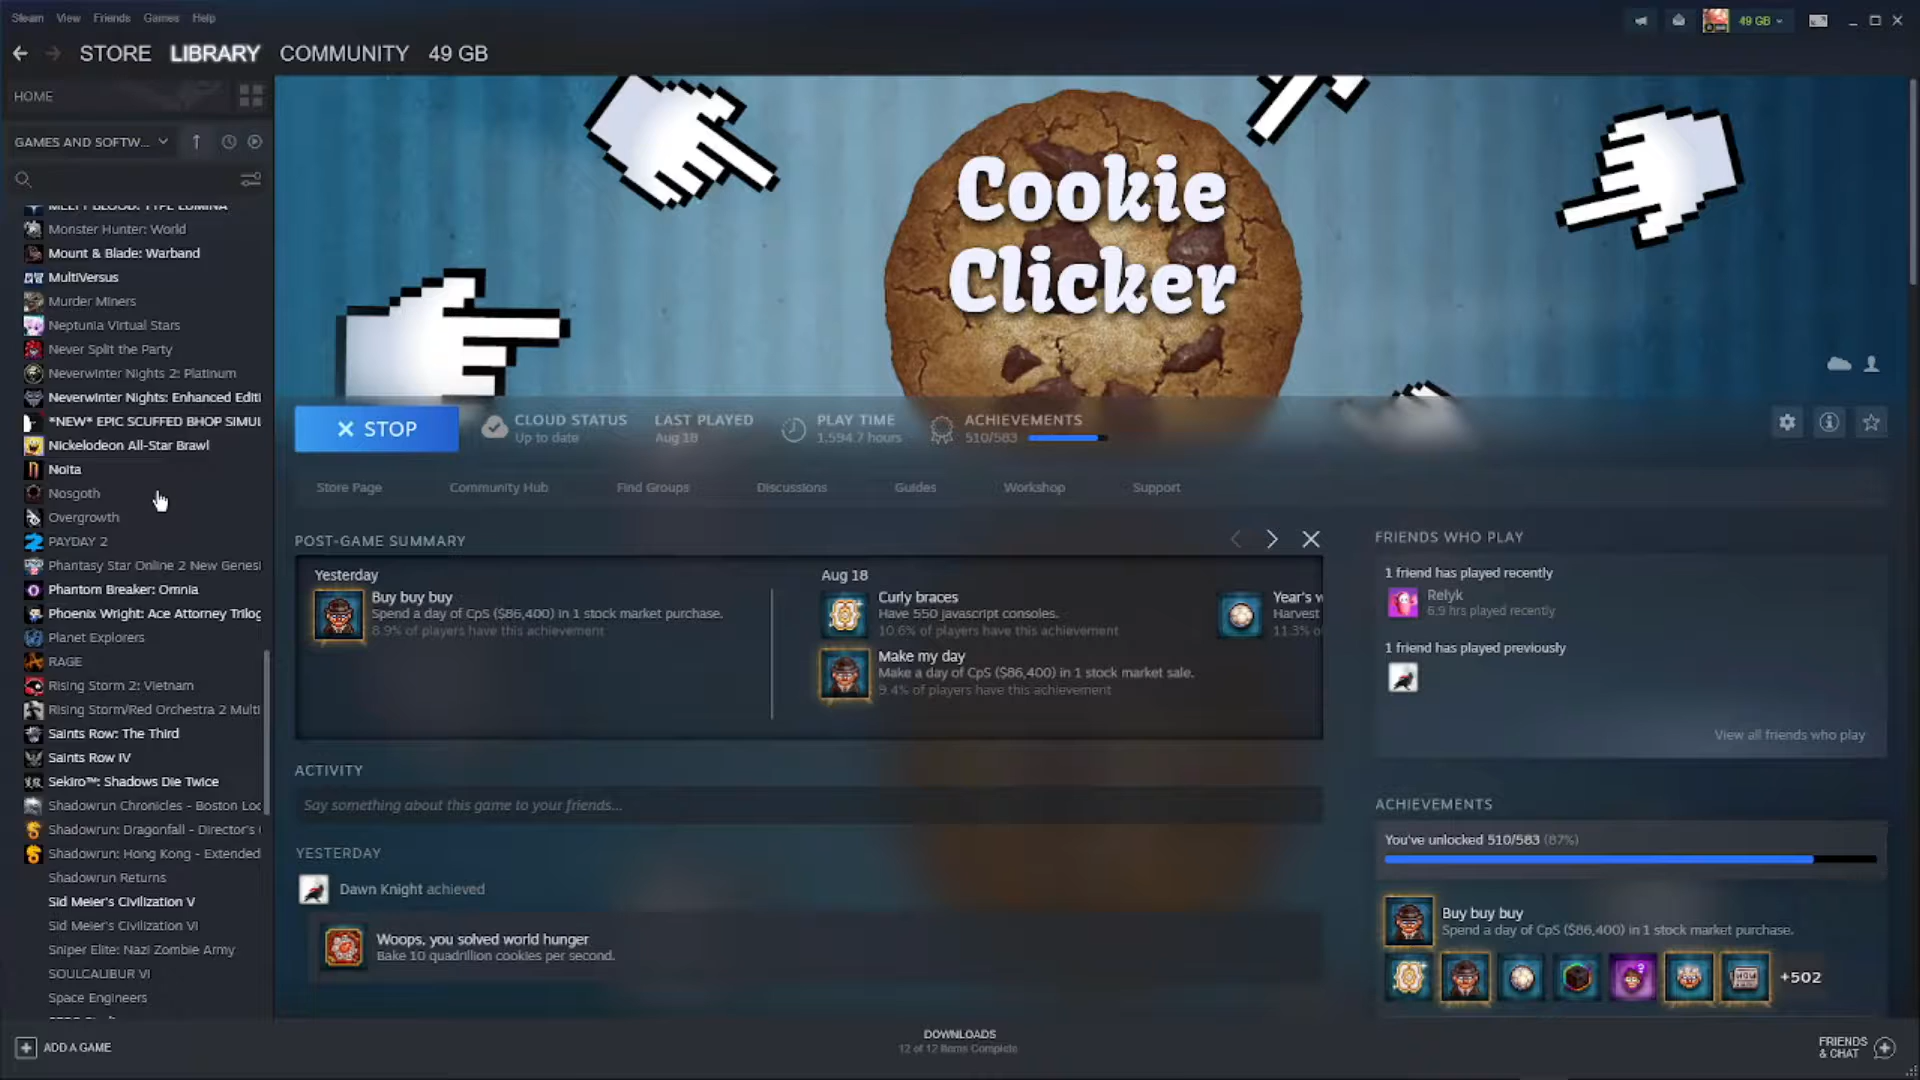 Steam View Friends Games Help
49 GB
STORE LIBRARY COMMUNITY 49 GB
HOME
GAMES AND SOFTW...
MELTY BLOOD: TYPE LUMINA
Monster Hunter: World
Mount & Blade: Warband
MultiVersus
Murder Miners
Neptunia Virtual Stars
Never Split the Party
Neverwinter Nights 2: Platinum
Neverwinter Nights: Enhanced Editi
*NEW* EPIC SCUFFED BHOP SIMUL
Nickelodeon All-Star Brawl
Noita
Nosgoth
Overgrowth
PAYDAY 2
Phantasy Star Online 2 New Genesi
Phantom Breaker: Omnia
Phoenix Wright: Ace Attorney Trilog
Planet Explorers
RAGE
Rising Storm 2: Vietnam
Rising Storm/Red Orchestra 2 Multi
Saints Row: The Third
Saints Row IV
Sekiro™: Shadows Die Twice
Shadowrun Chronicles - Boston Loc
Shadowrun: Dragonfall - Director's
Shadowrun: Hong Kong - Extended
Shadowrun Returns
Sid Meier's Civilization V
Sid Meier's Civilization VI
Sniper Elite: Nazi Zombie Army
SOULCALIBUR VI
Space Engineers
ADD A GAME
Cookie
Clicker
STOP
CLOUD STATUS
Up to date
LAST PLAYED
Aug 18
PLAY TIME
1,594.7 hours
ACHIEVEMENTS
510/583
Store Page Community Hub Find Groups Discussions Guides Workshop Support
POST-GAME SUMMARY
Yesterday
Buy buy buy
Spend a day of CpS ($86,400) in 1 stock market purchase.
8.9% of players have this achievement
Aug 18
Curly braces
Have 550 javascript consoles.
10.6% of players have this achievement
Make my day
Make a day of CpS ($86,400) in 1 stock market sale.
9.4% of players have this achievement
Year's
Harvest
11.3% o
ACTIVITY
Say something about this game to your friends...
YESTERDAY
Dawn Knight achieved
Woops, you solved world hunger
Bake 10 quadrillion cookies per second.
FRIENDS WHO PLAY
1 friend has played recently
Relyk
6.9 hrs played recently
1 friend has played previously
View all friends who play
ACHIEVEMENTS
You've unlocked 510/583 (87%)
Buy buy buy
Spend a day of CpS ($86,400) in 1 stock market purchase.
+502
DOWNLOADS
12 of 12 Items Complete
FRIENDS
& CHAT